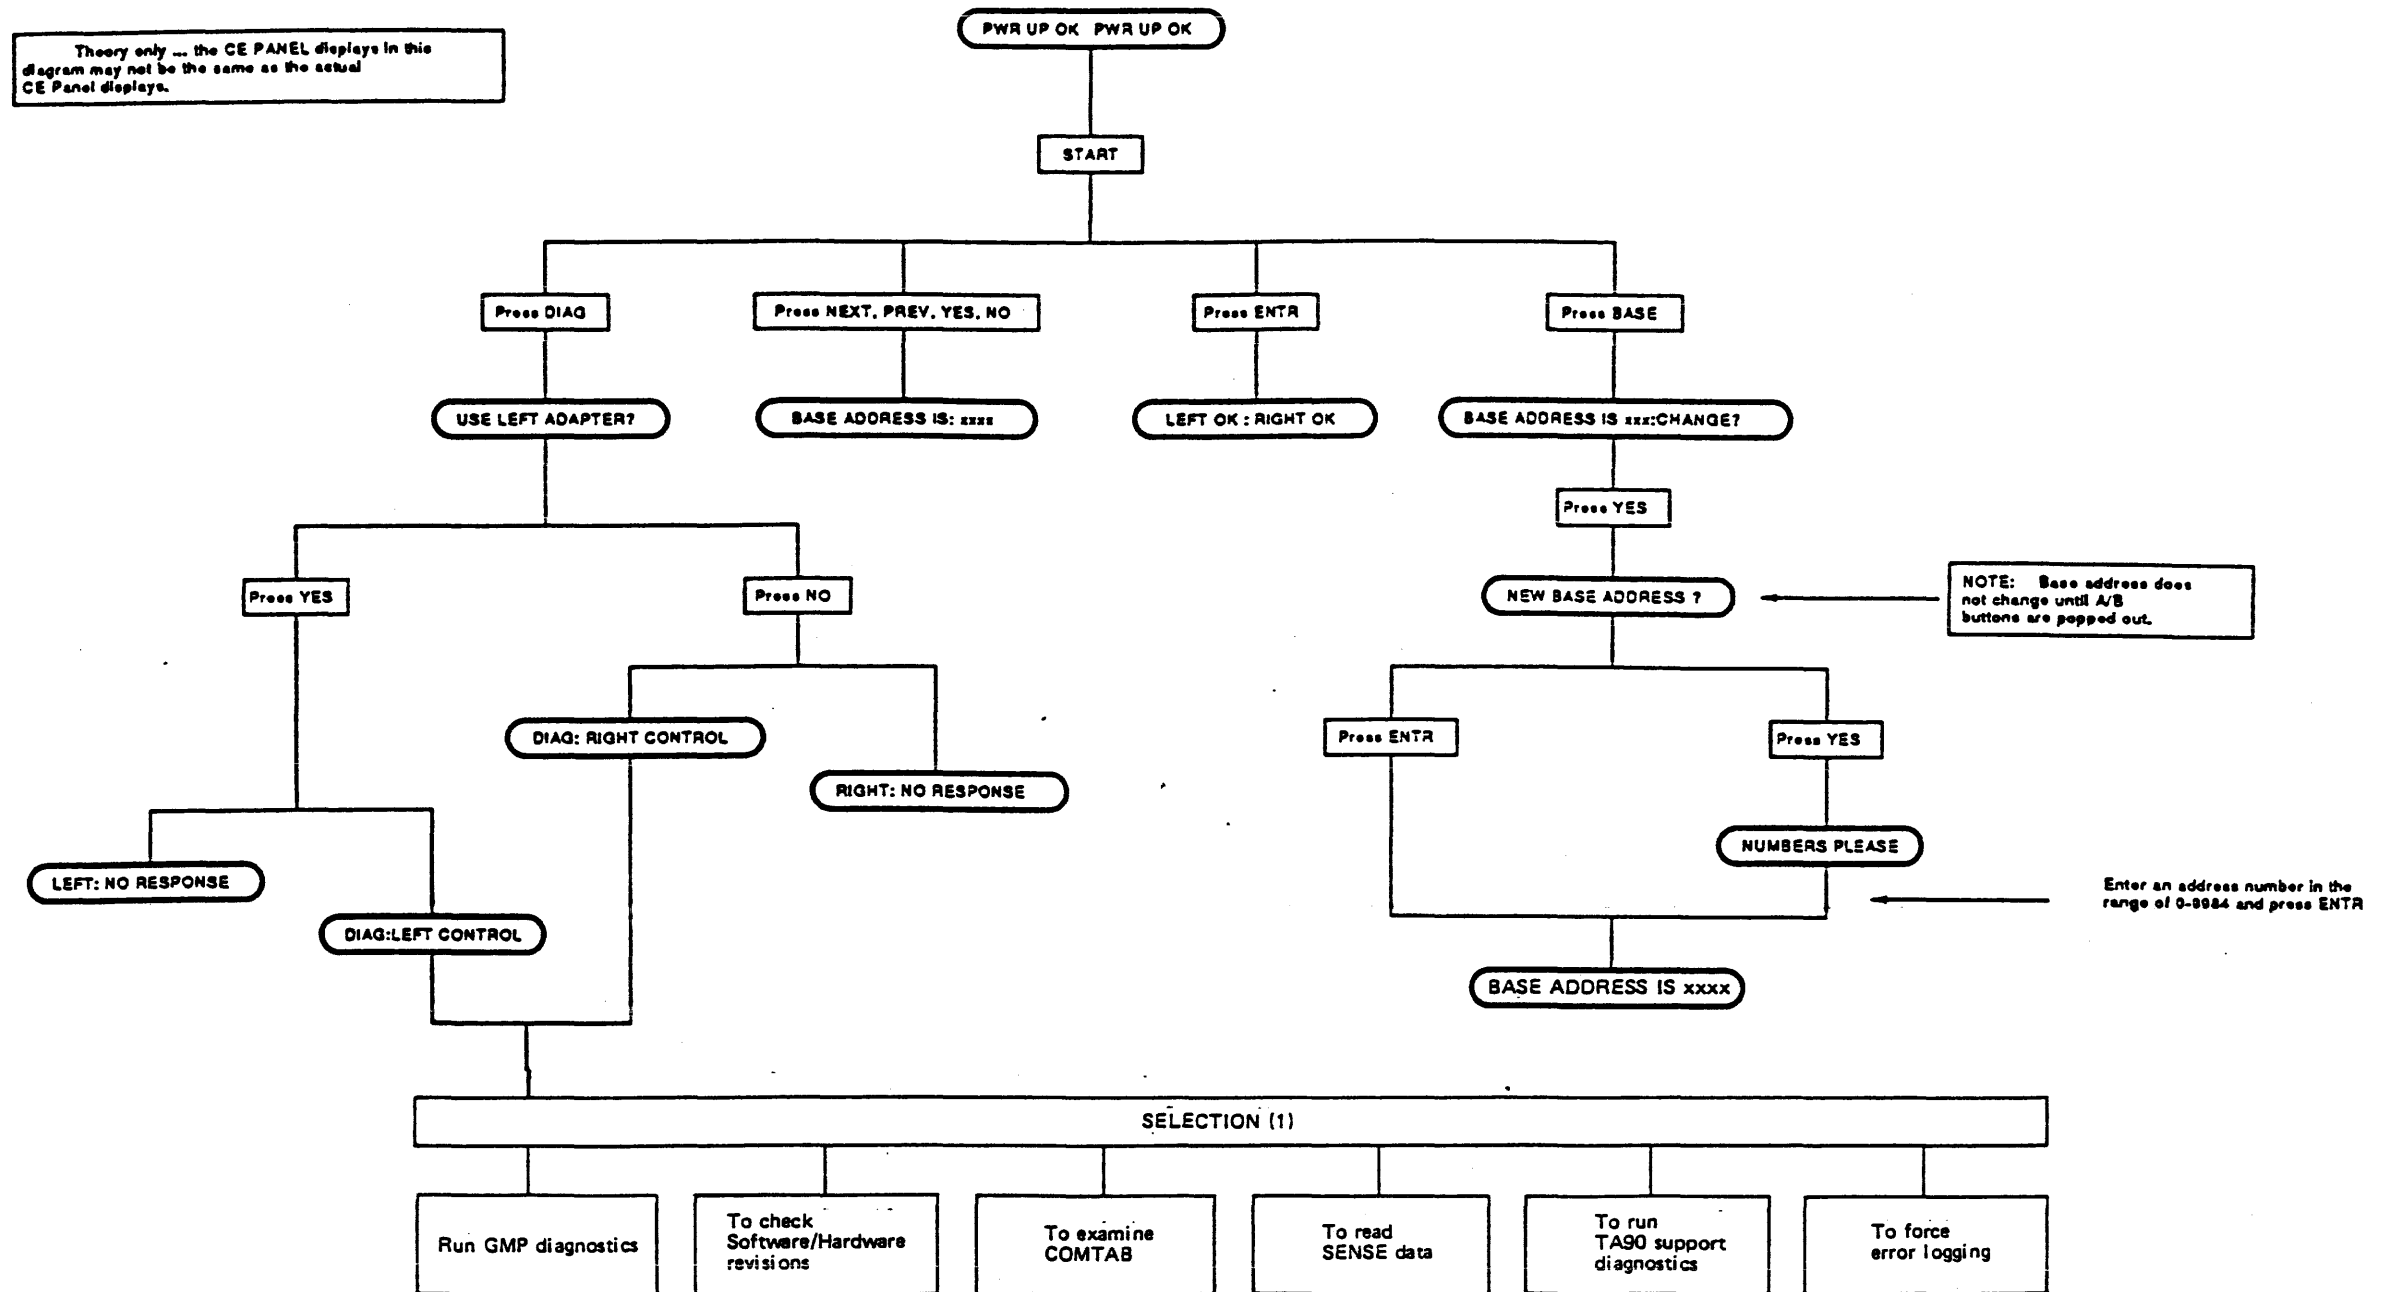 PWR UP OK PWR UP OK
Theory only ... the CE PANEL displays in this
diagram may not be the same as the actual
CE Panel displays.
START
Press DIAG
Press NEXT, PREV, YES, NO
Press ENTR
Press BASE
USE LEFT ADAPTER?
BASE ADDRESS IS: xxxx
LEFT OK : RIGHT OK
BASE ADDRESS IS xxx:CHANGE?
Press YES
Press YES
Press NO
NEW BASE ADDRESS ?
NOTE: Base address does
not change until A/B
buttons are popped out.
DIAG: RIGHT CONTROL
Press ENTR
Press YES
RIGHT: NO RESPONSE
NUMBERS PLEASE
LEFT: NO RESPONSE
Enter an address number in the
range of 0-9984 and press ENTR
DIAG:LEFT CONTROL
BASE ADDRESS IS xxxx
SELECTION (1)
Run GMP diagnostics
To check
Software/Hardware
revisions
To examine
COMTAB
To read
SENSE data
To run
TA90 support
diagnostics
To force
error logging